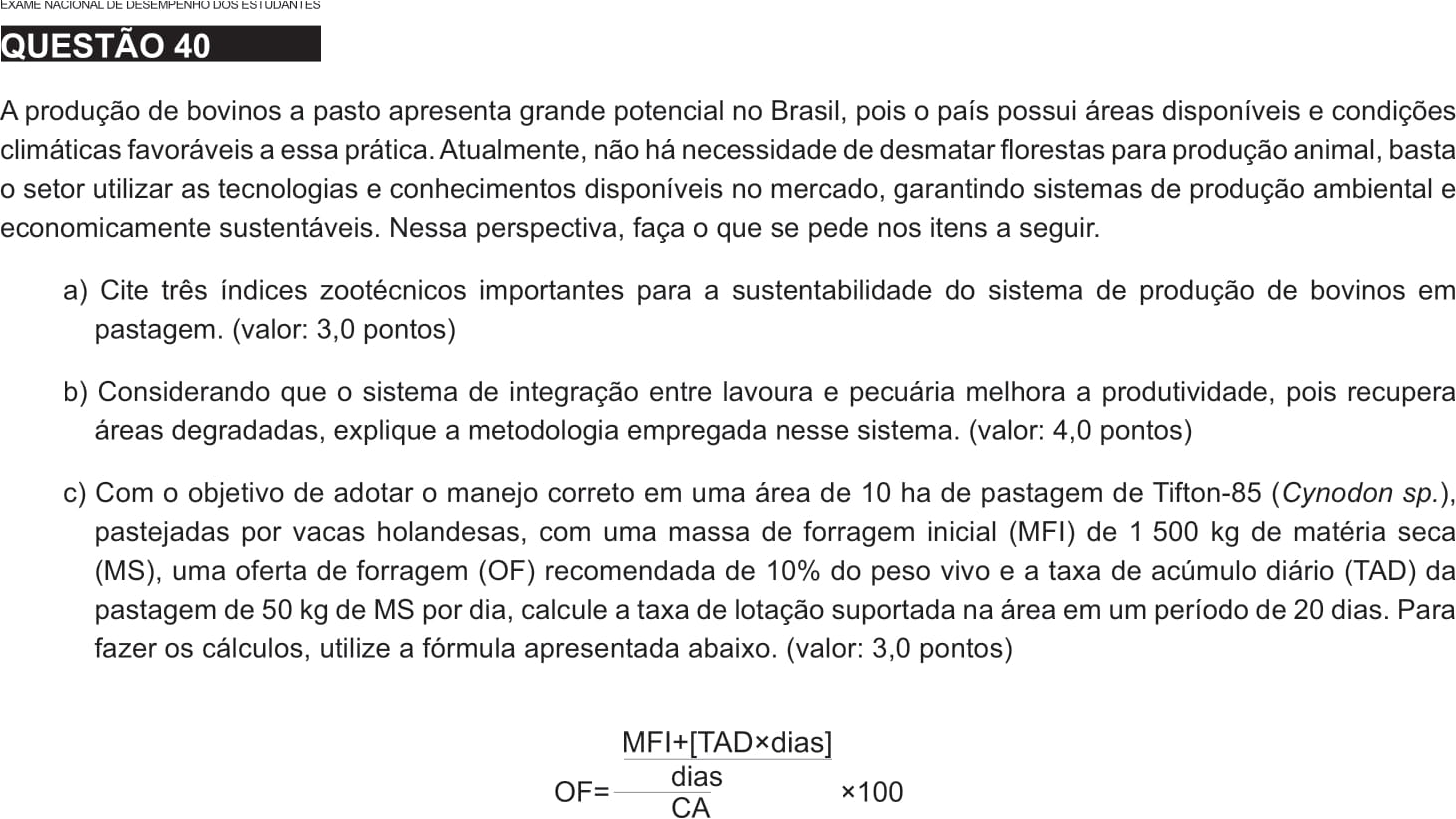 EXAME NACIONAL DE DESEMPENHO DOS ESTUDANTES
QUESTÃO 40
A produção de bovinos a pasto apresenta grande potencial no Brasil, pois o país possui áreas disponíveis e condições
climáticas favoráveis a essa prática. Atualmente, não há necessidade de desmatar florestas para produção animal, basta
o setor utilizar as tecnologias e conhecimentos disponíveis no mercado, garantindo sistemas de produção ambiental e
economicamente sustentáveis. Nessa perspectiva, faça o que se pede nos itens a seguir.
a) Cite três índices zootécnicos importantes para a sustentabilidade do sistema de produção de bovinos em
pastagem. (valor: 3,0 pontos)
b) Considerando que o sistema de integração entre lavoura e pecuária melhora a produtividade, pois recupera
áreas degradadas, explique a metodologia empregada nesse sistema. (valor: 4,0 pontos)
c) Com o objetivo de adotar o manejo correto em uma área de 10 ha de pastagem de Tifton-85 (Cynodon sp.),
pastejadas por vacas holandesas, com uma massa de forragem inicial (MFI) de 1 500 kg de matéria seca
(MS), uma oferta de forragem (OF) recomendada de 10% do peso vivo e a taxa de acúmulo diário (TAD) da
pastagem de 50 kg de MS por dia, calcule a taxa de lotação suportada na área em um período de 20 dias. Para
fazer os cálculos, utilize a fórmula apresentada abaixo. (valor: 3,0 pontos)
MFI+[TAD×dias]
dias
OF= ×100
CA